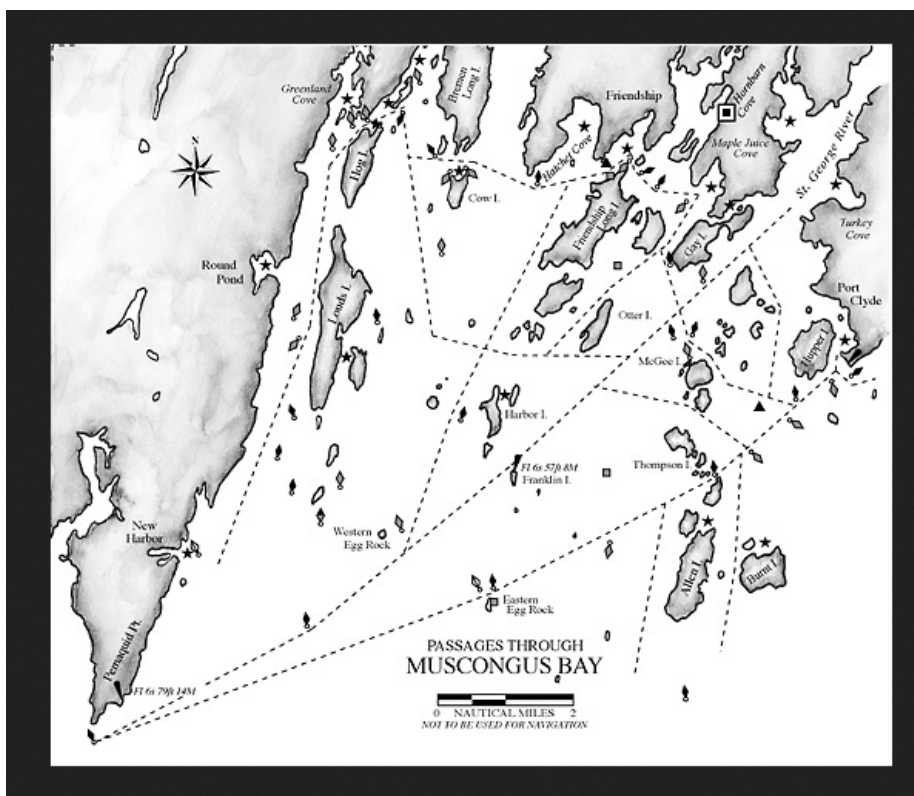 Greenland
Cove
Bremen
Long I.
Friendship
Hornbarn
Cove
Hatchet Cove
Maple Juice
Cove
St. George River
N
Hog I.
Cow I.
Friendship
Long I.
Gay I.
Turkey
Cove
Round
Pond
Louds I.
Port
Clyde
Otter I.
Hupper I.
McGee I.
Harbor I.
Fl 6s 57ft 8M
Franklin I.
Thompson I.
New
Harbor
Western
Egg Rock
Allen I.
Burnt I.
Eastern
Egg Rock
Pemaquid Pt.
Fl 6s 79ft 14M
PASSAGES THROUGH
MUSCONGUS BAY
0 NAUTICAL MILES 2
NOT TO BE USED FOR NAVIGATION